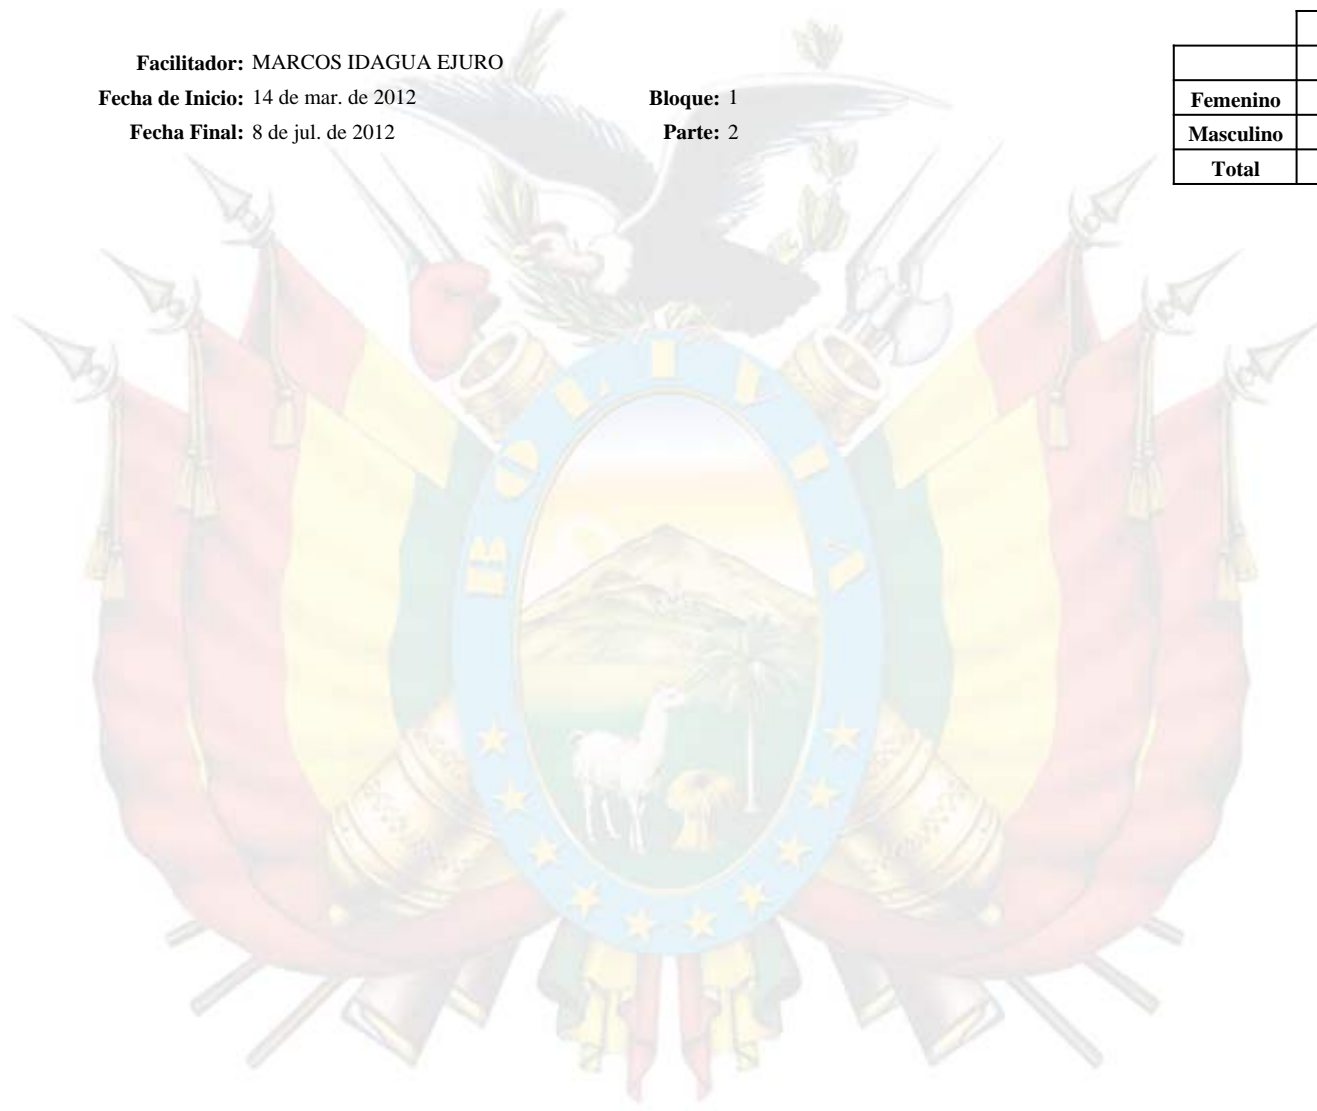 Facilitador: MARCOS IDAGUA EJURO
Fecha de Inicio: 14 de mar. de 2012 Bloque: 1
Fecha Final: 8 de jul. de 2012 Parte: 2
Femenino
Masculino
Total
BOLIVIA